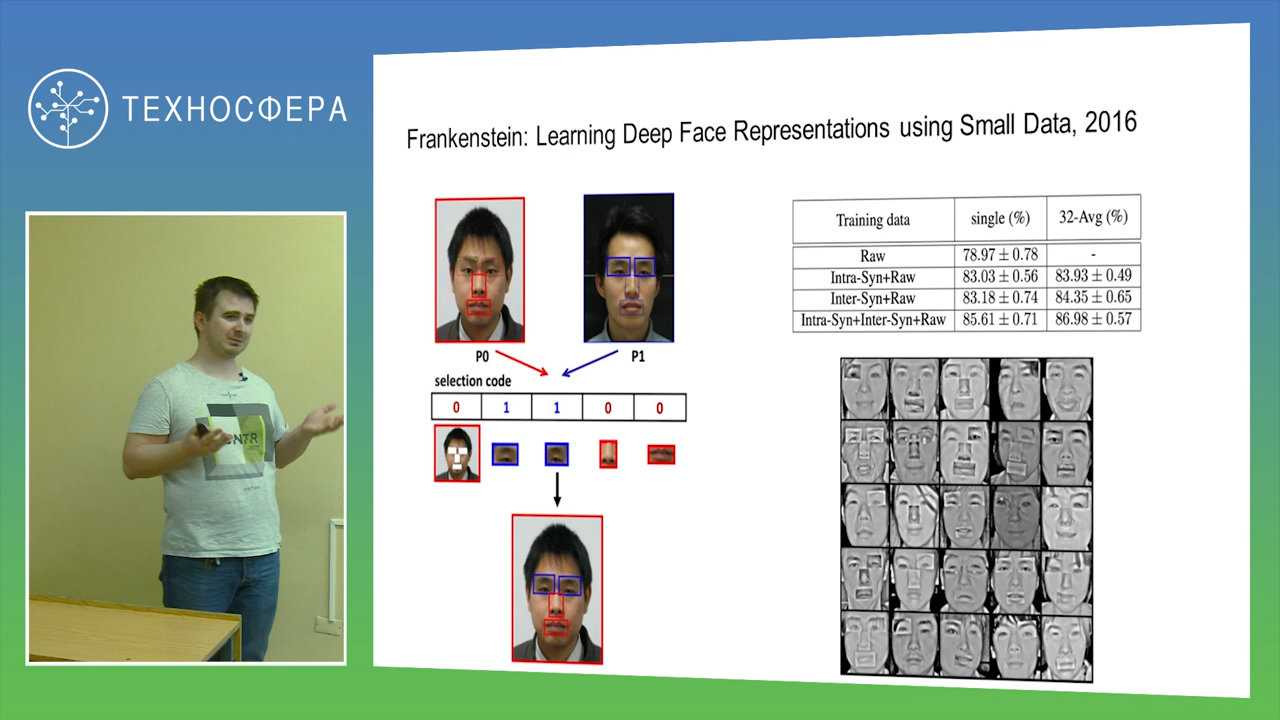 ТЕХНОСФЕРА
Frankenstein: Learning Deep Face Representations using Small Data, 2016
P0
P1
selection code
0 1 1 0 0
Training data single (%) 32-Avg (%)
Raw 78.97 ± 0.78 -
Intra-Syn+Raw 83.03 ± 0.56 83.93 ± 0.49
Inter-Syn+Raw 83.18 ± 0.74 84.35 ± 0.65
Intra-Syn+Inter-Syn+Raw 85.61 ± 0.71 86.98 ± 0.57